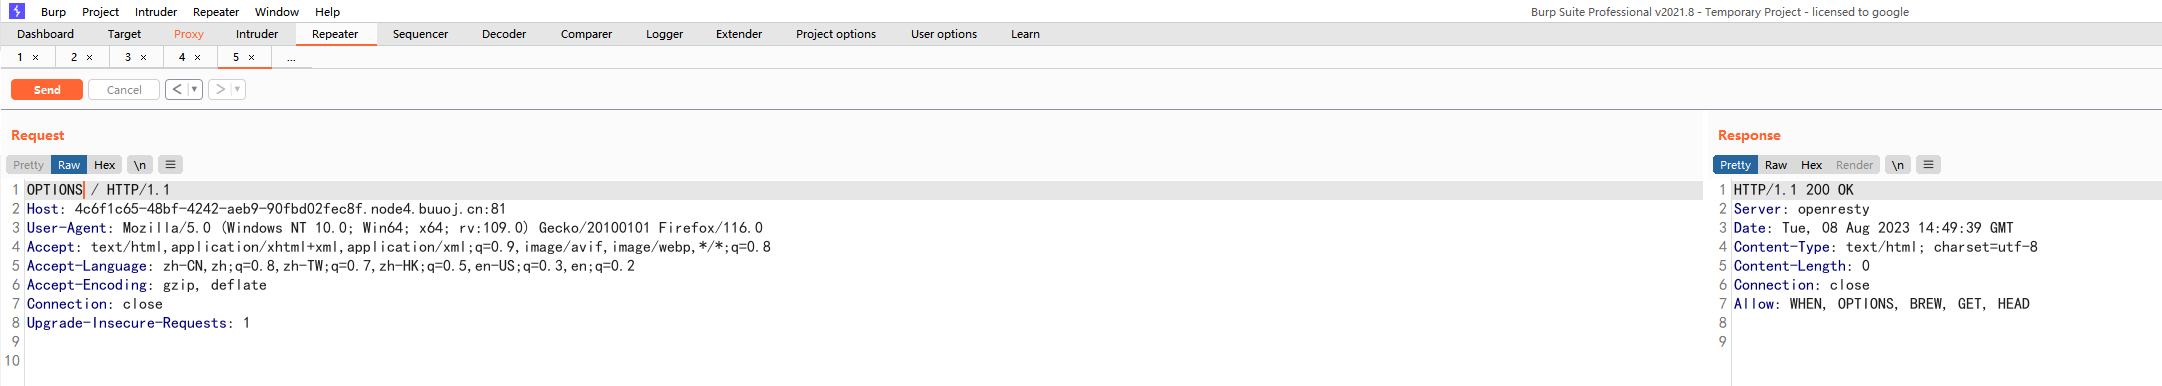 Burp Project Intruder Repeater Window Help Burp Suite Professional v2021.8 - Temporary Project - licensed to google
Dashboard Target Proxy Intruder Repeater Sequencer Decoder Comparer Logger Extender Project options User options Learn
1 × 2 × 3 × 4 × 5 × ...
Send Cancel < ▾ > ▾
Request
Pretty Raw Hex \n ≡
1 OPTIONS / HTTP/1.1
2 Host: 4c6f1c65-48bf-4242-aeb9-90fbd02fec8f.node4.buuoj.cn:81
3 User-Agent: Mozilla/5.0 (Windows NT 10.0; Win64; x64; rv:109.0) Gecko/20100101 Firefox/116.0
4 Accept: text/html,application/xhtml+xml,application/xml;q=0.9,image/avif,image/webp,*/*;q=0.8
5 Accept-Language: zh-CN,zh;q=0.8,zh-TW;q=0.7,zh-HK;q=0.5,en-US;q=0.3,en;q=0.2
6 Accept-Encoding: gzip, deflate
7 Connection: close
8 Upgrade-Insecure-Requests: 1
9
10
Response
Pretty Raw Hex Render \n ≡
1 HTTP/1.1 200 OK
2 Server: openresty
3 Date: Tue, 08 Aug 2023 14:49:39 GMT
4 Content-Type: text/html; charset=utf-8
5 Content-Length: 0
6 Connection: close
7 Allow: WHEN, OPTIONS, BREW, GET, HEAD
8
9